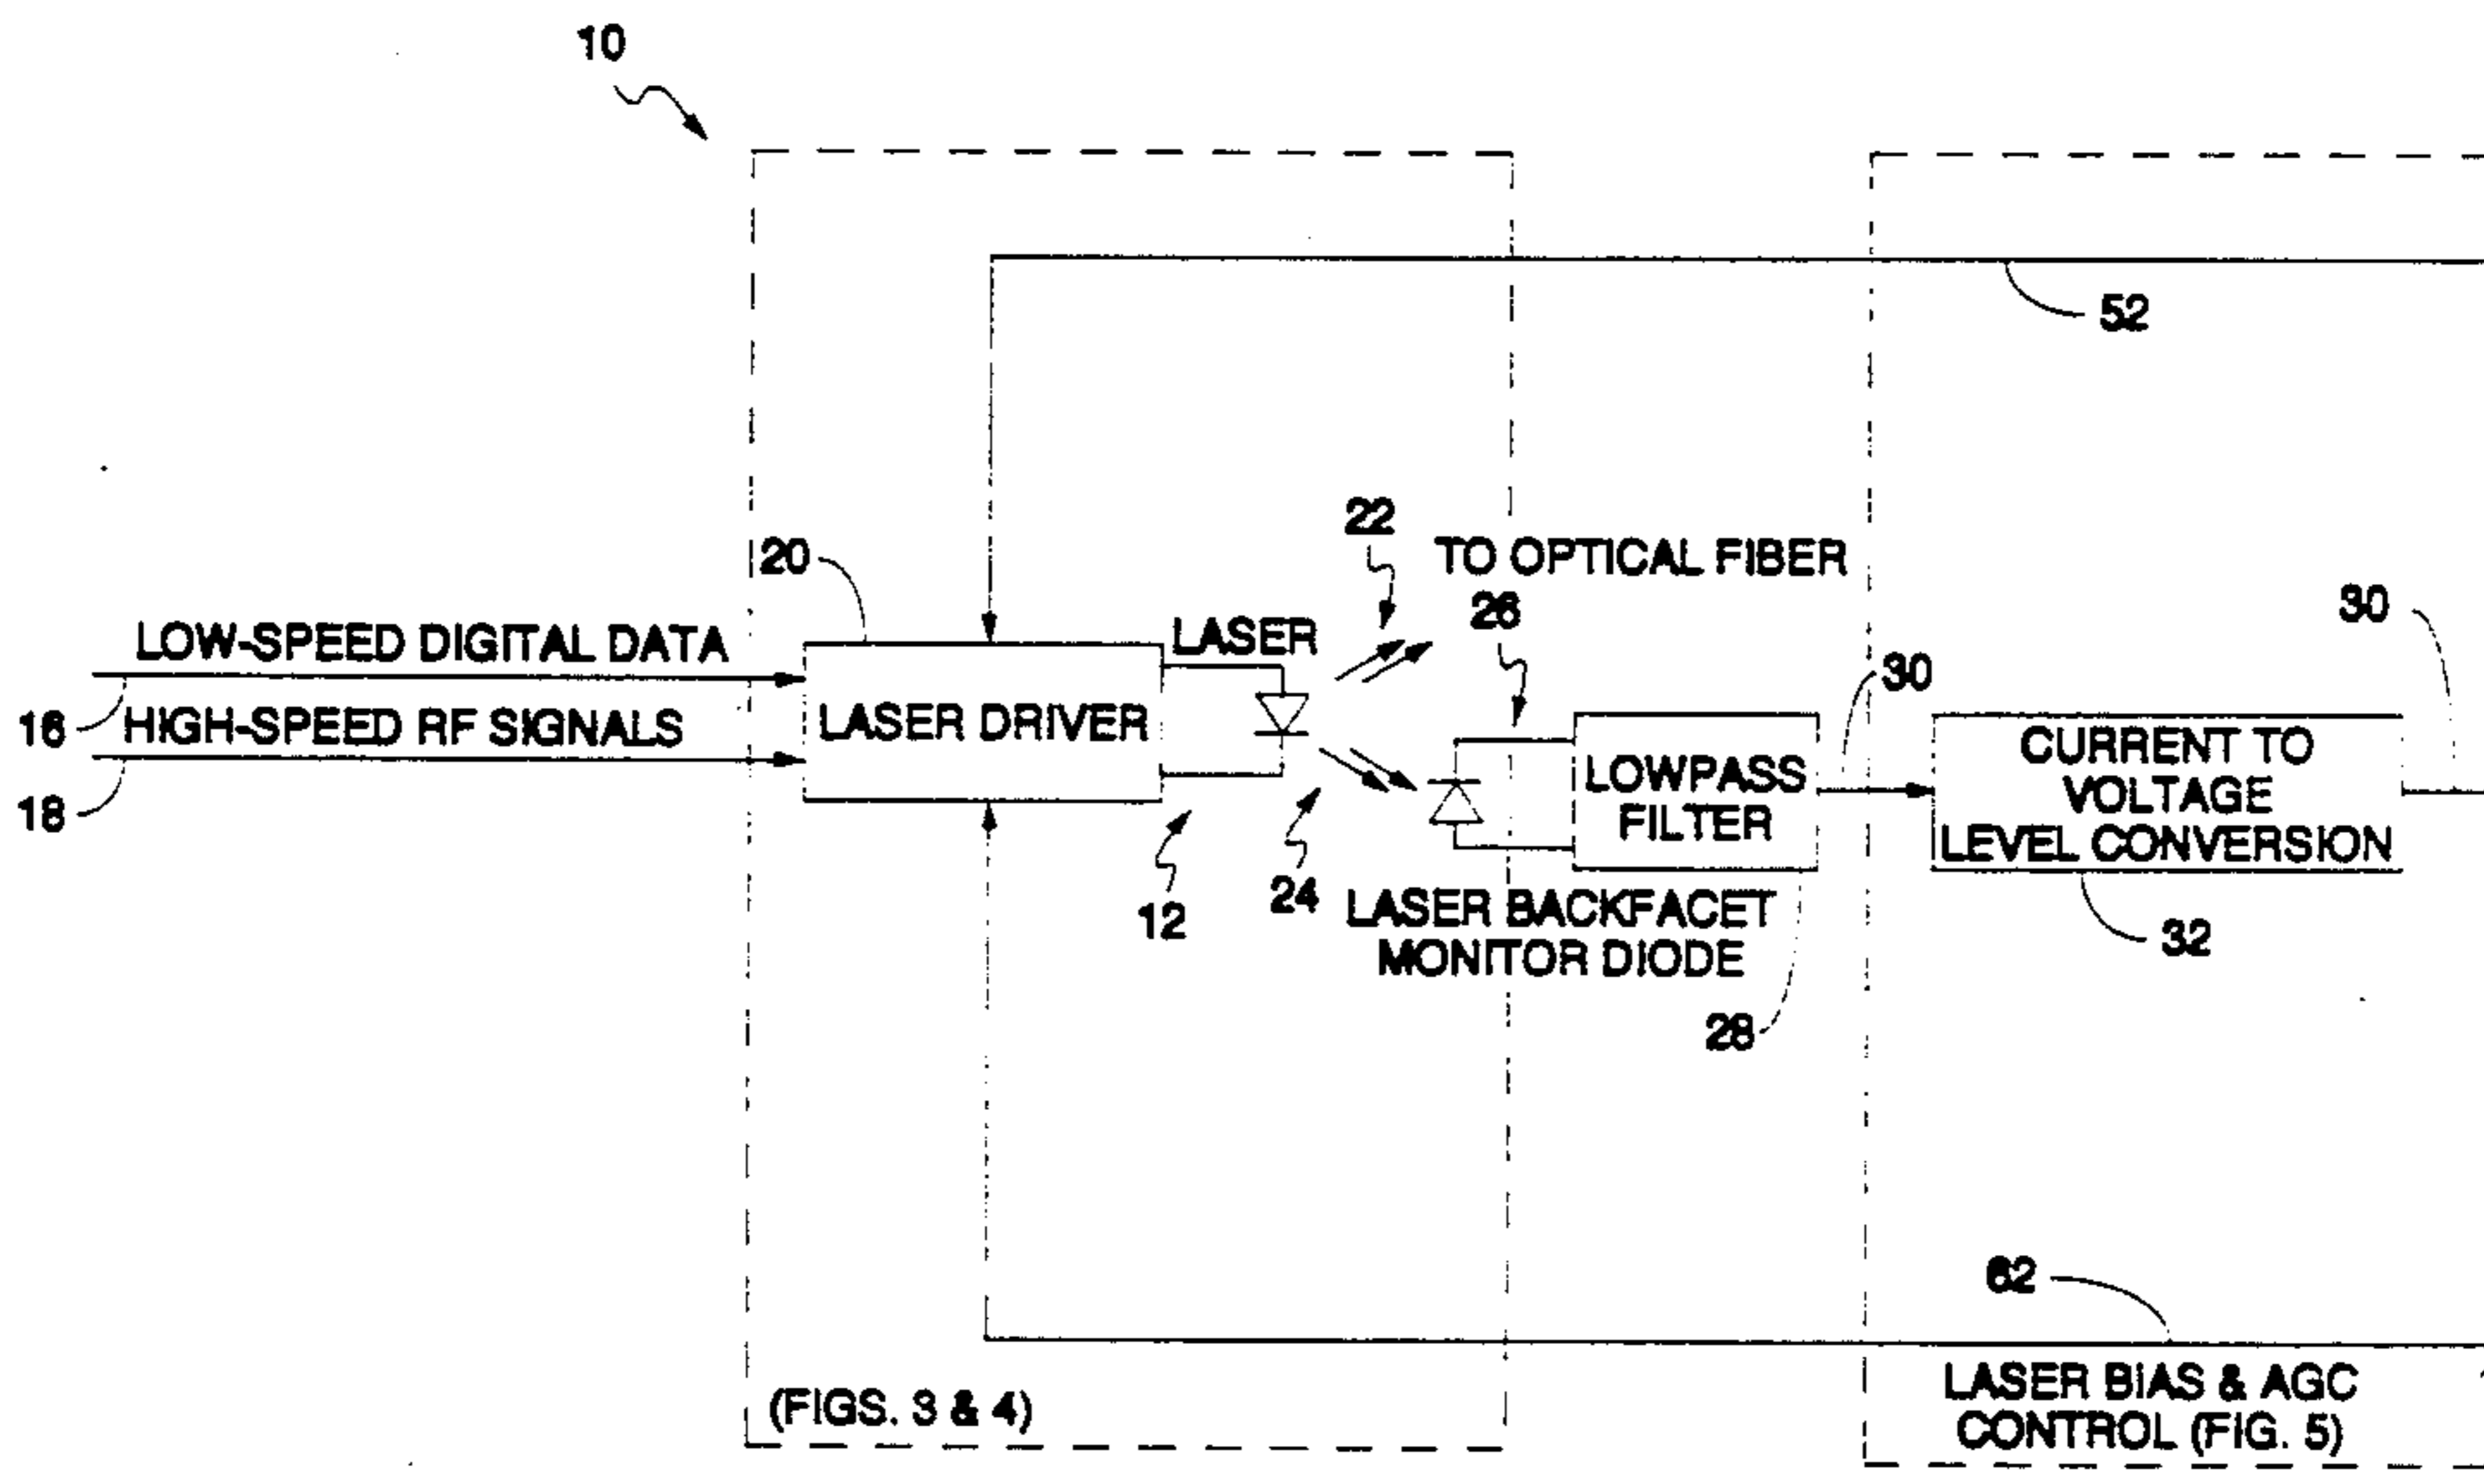 10
52
22
TO OPTICAL FIBER
26
20
30
LOW-SPEED DIGITAL DATA
LASER
30
16
HIGH-SPEED RF SIGNALS
LASER DRIVER
LOWPASS
FILTER
CURRENT TO
VOLTAGE
LEVEL CONVERSION
18
12
24
LASER BACKFACET
MONITOR DIODE
32
28
62
(FIGS. 3 & 4)
LASER BIAS & AGC
CONTROL (FIG. 5)